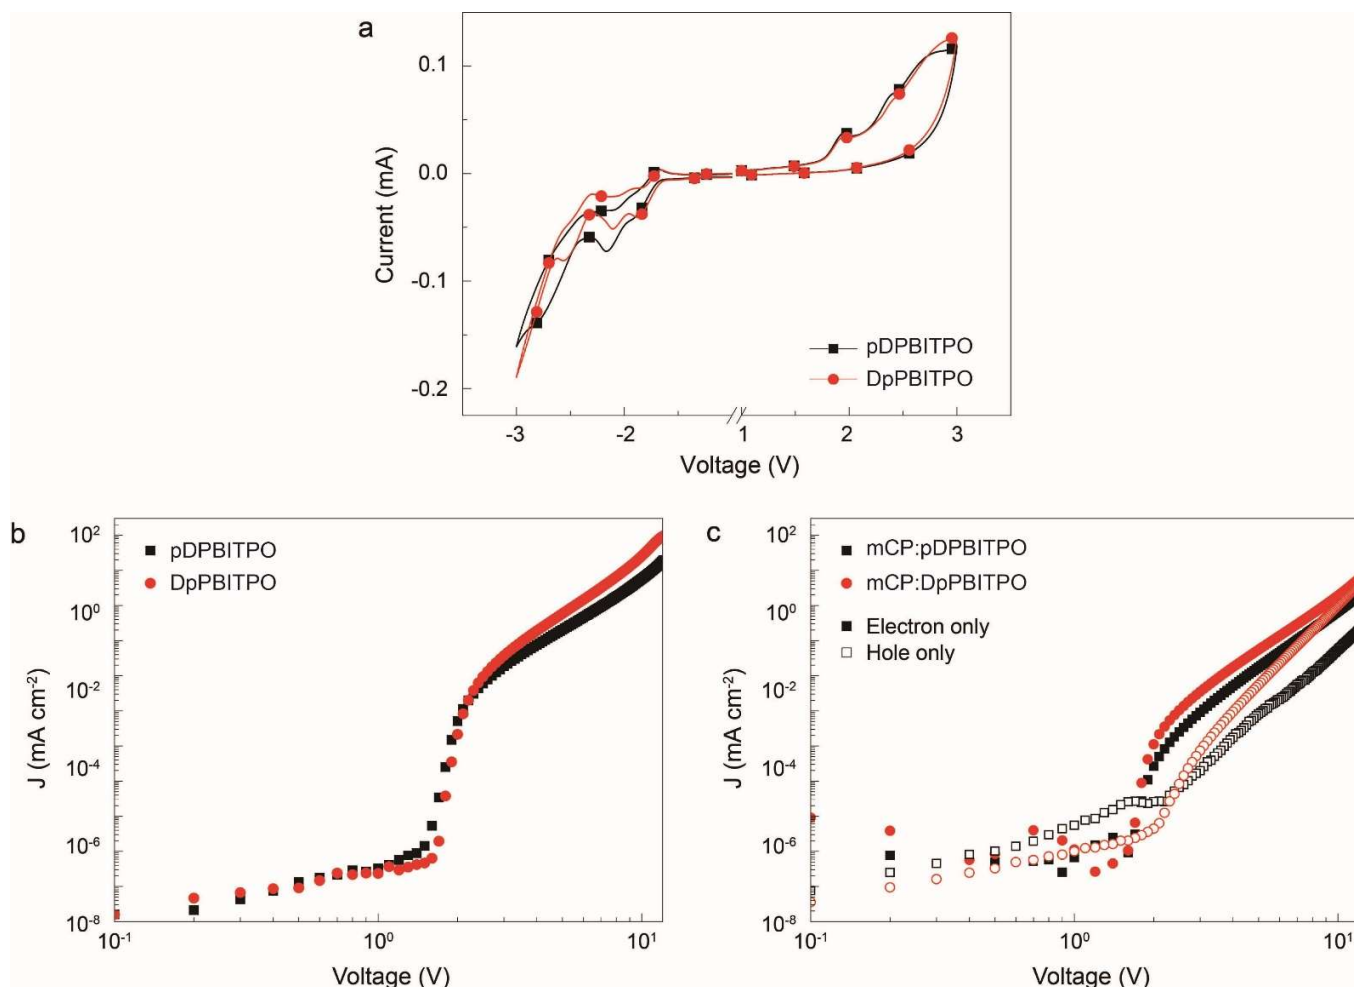 a
0.1
0.0
-0.1
-0.2
Current (mA)
pDPBITPO
DpPBITPO
-3 -2 1 2 3
Voltage (V)
b
10² 10⁰ 10⁻² 10⁻⁴ 10⁻⁶ 10⁻⁸
J (mA cm⁻²)
pDPBITPO
DpPBITPO
10⁻¹ 10⁰ 10¹
Voltage (V)
c
10² 10⁰ 10⁻² 10⁻⁴ 10⁻⁶ 10⁻⁸
J (mA cm⁻²)
mCP:pDPBITPO
mCP:DpPBITPO
Electron only
Hole only
10⁻¹ 10⁰ 10¹
Voltage (V)